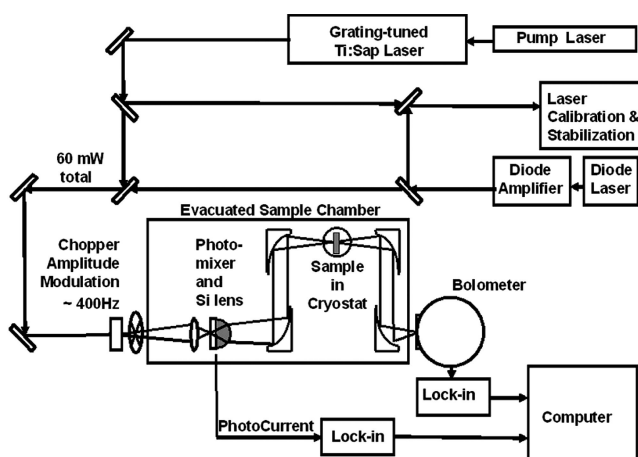 Grating-tuned
Ti:Sap Laser
Pump Laser
Laser
Calibration &
Stabilization
60 mW
total
Diode
Amplifier
Diode
Laser
Evacuated Sample Chamber
Chopper
Amplitude
Modulation
~ 400Hz
Photo-
mixer
and
Si lens
Sample
in
Cryostat
Bolometer
Lock-in
Computer
PhotoCurrent
Lock-in